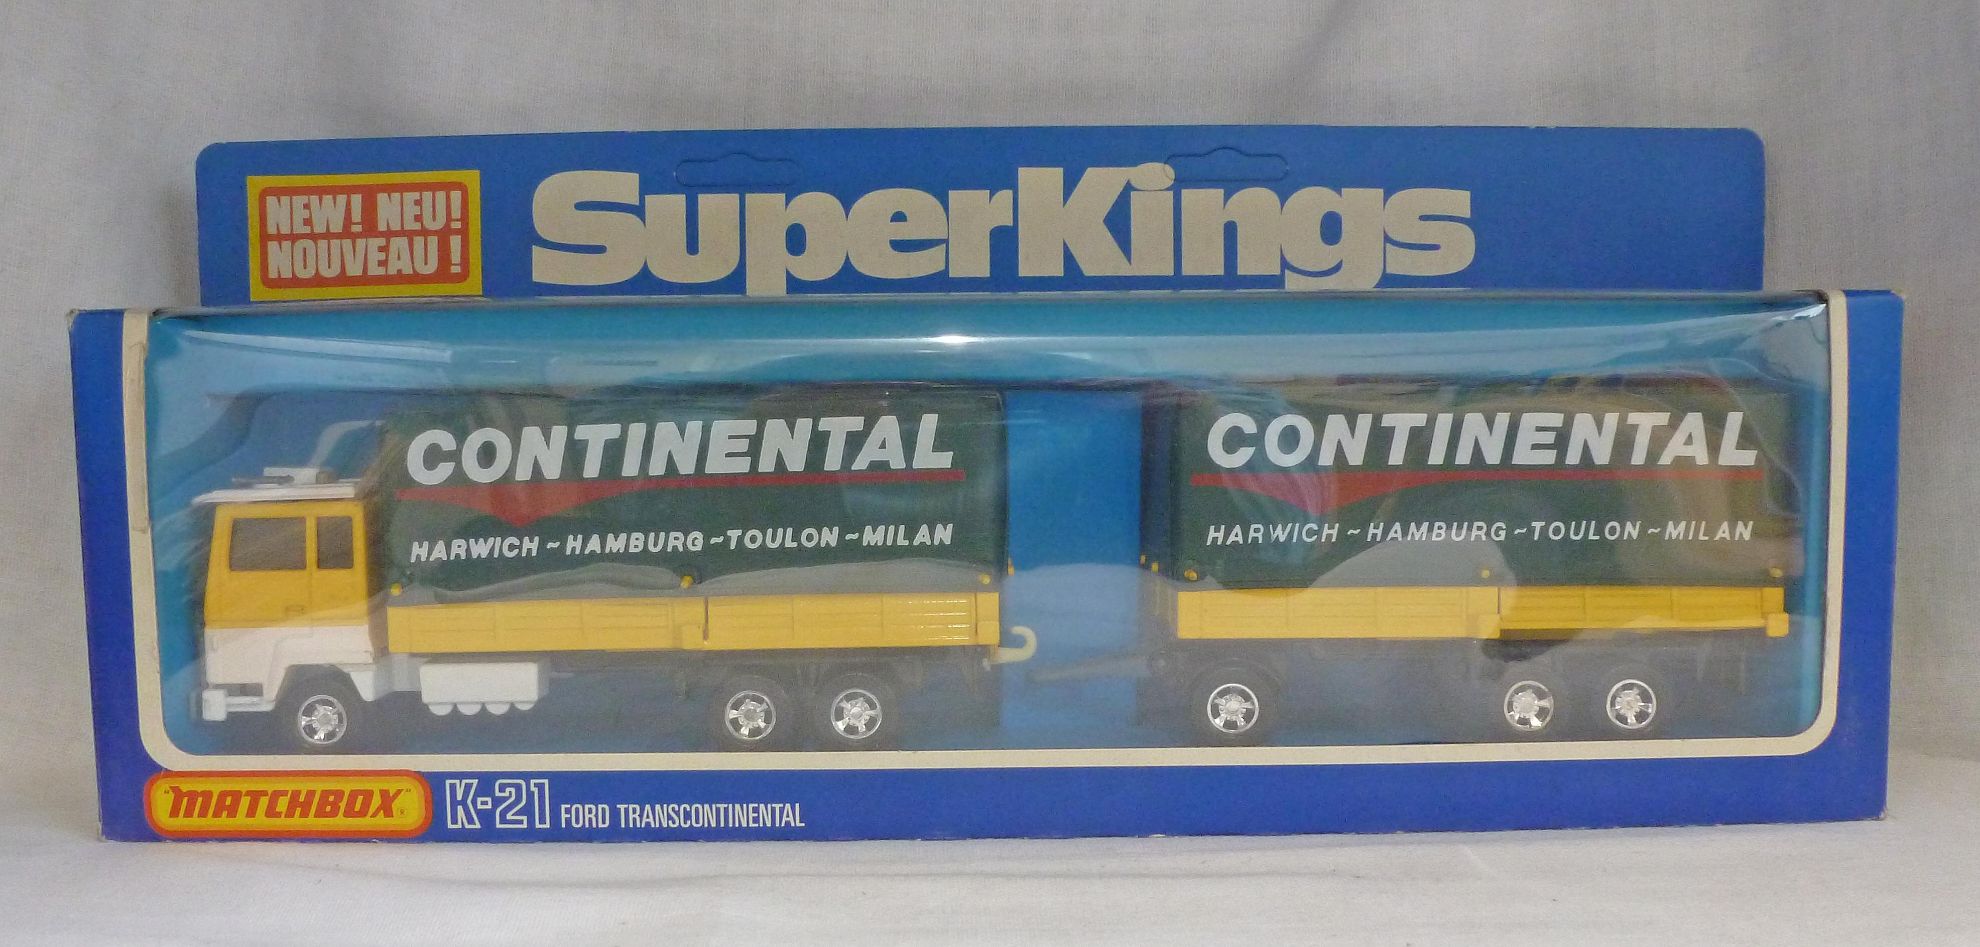 NEW! NEU!
NOUVEAU!
SuperKings
CONTINENTAL
HARWICH~HAMBURG~TOULON~MILAN
CONTINENTAL
HARWICH~HAMBURG~TOULON~MILAN
"MATCHBOX"® K-21 FORD TRANSCONTINENTAL